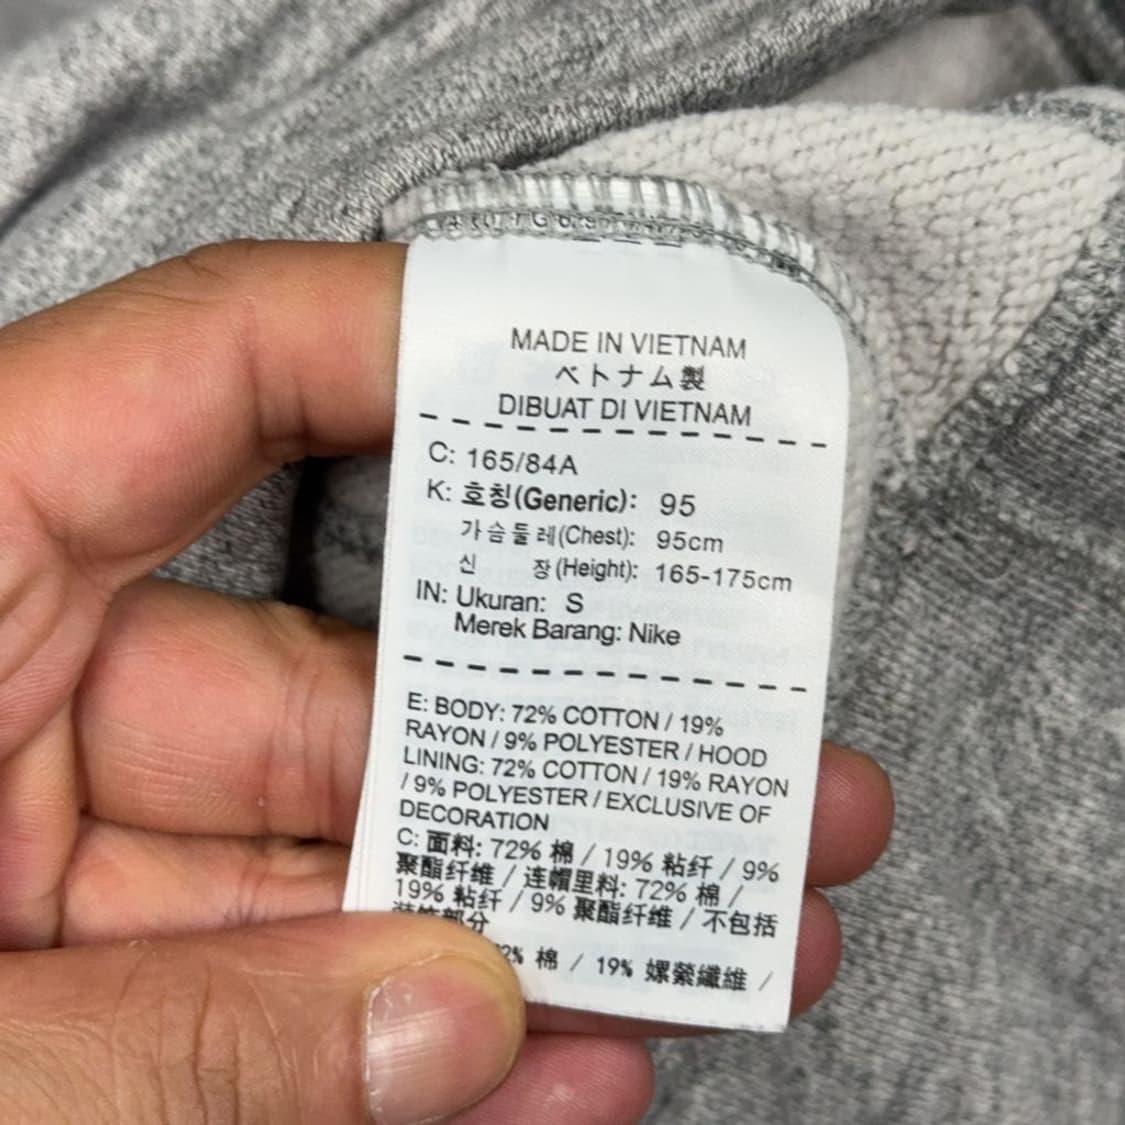 MADE IN VIETNAM
ベトナム製
DIBUAT DI VIETNAM
C: 165/84A
K: 호칭(Generic): 95
가슴둘레(Chest): 95cm
신 장(Height): 165-175cm
IN: Ukuran: S
Merek Barang: Nike
E: BODY: 72% COTTON / 19%
RAYON / 9% POLYESTER / HOOD
LINING: 72% COTTON / 19% RAYON
/ 9% POLYESTER / EXCLUSIVE OF
DECORATION
C: 面料: 72% 棉 / 19% 粘纤 / 9%
聚酯纤维 / 连帽里料: 72% 棉 /
19% 粘纤 / 9% 聚酯纤维 / 不包括
装饰部分
棉 / 19% 嫘縈纖維 /